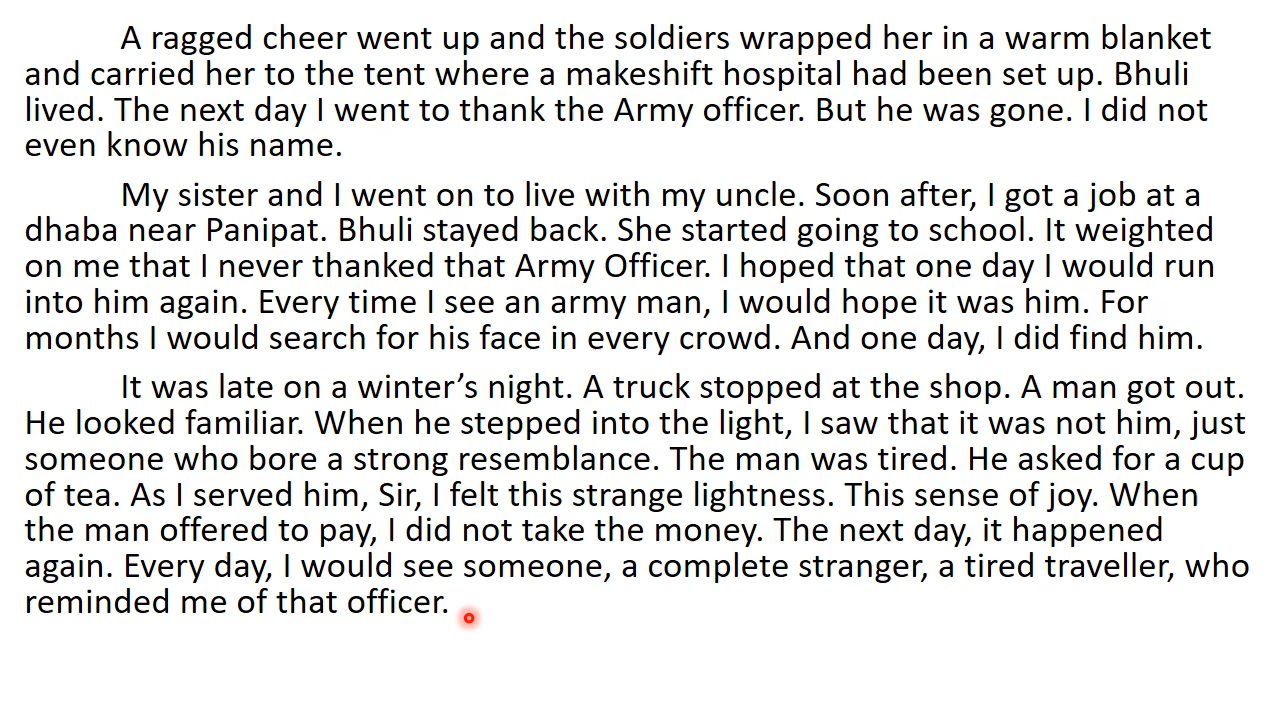 A ragged cheer went up and the soldiers wrapped her in a warm blanket
and carried her to the tent where a makeshift hospital had been set up. Bhuli
lived. The next day I went to thank the Army officer. But he was gone. I did not
even know his name.
My sister and I went on to live with my uncle. Soon after, I got a job at a
dhaba near Panipat. Bhuli stayed back. She started going to school. It weighted
on me that I never thanked that Army Officer. I hoped that one day I would run
into him again. Every time I see an army man, I would hope it was him. For
months I would search for his face in every crowd. And one day, I did find him.
It was late on a winter’s night. A truck stopped at the shop. A man got out.
He looked familiar. When he stepped into the light, I saw that it was not him, just
someone who bore a strong resemblance. The man was tired. He asked for a cup
of tea. As I served him, Sir, I felt this strange lightness. This sense of joy. When
the man offered to pay, I did not take the money. The next day, it happened
again. Every day, I would see someone, a complete stranger, a tired traveller, who
reminded me of that officer.